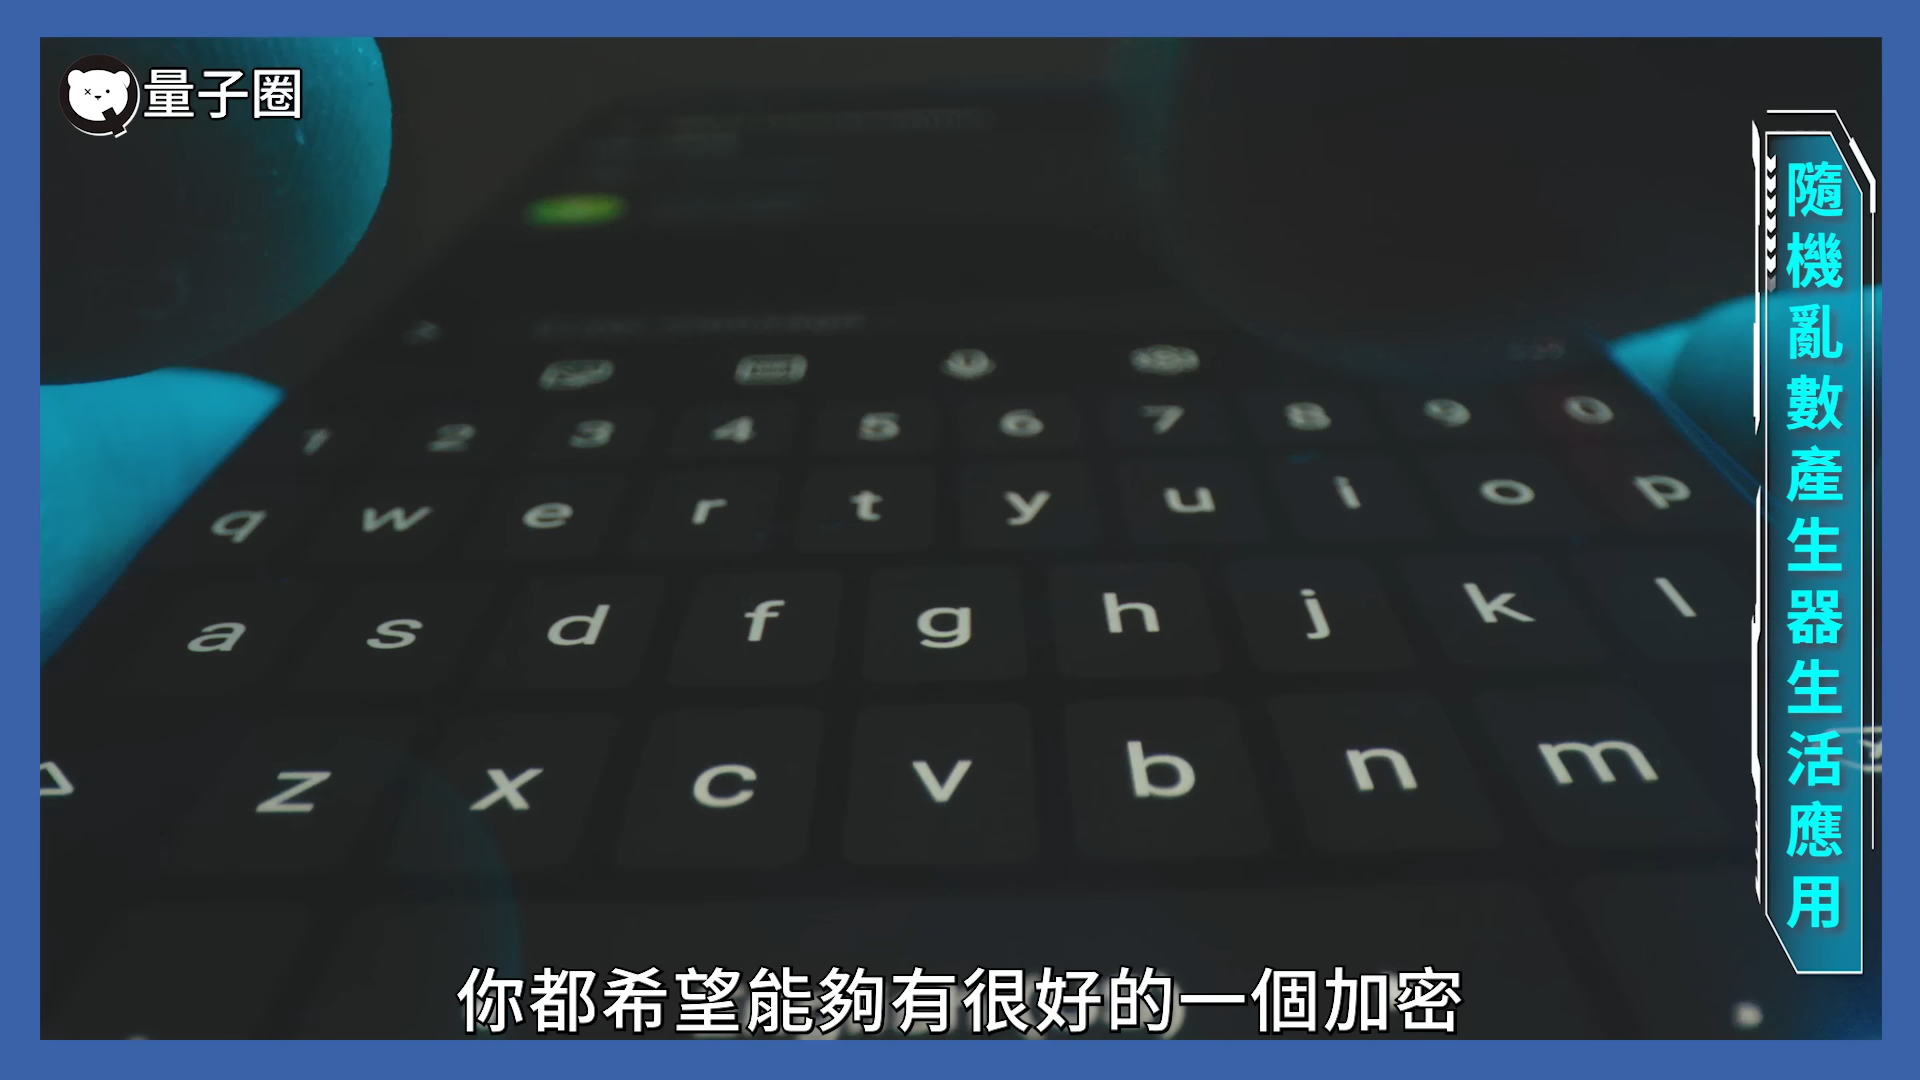 量子圈
隨機亂數產生器生活應用
1 2 3 4 5 6 7 8 9 0
q w e r t y u i o p
a s d f g h j k l
z x c v b n m
你都希望能夠有很好的一個加密